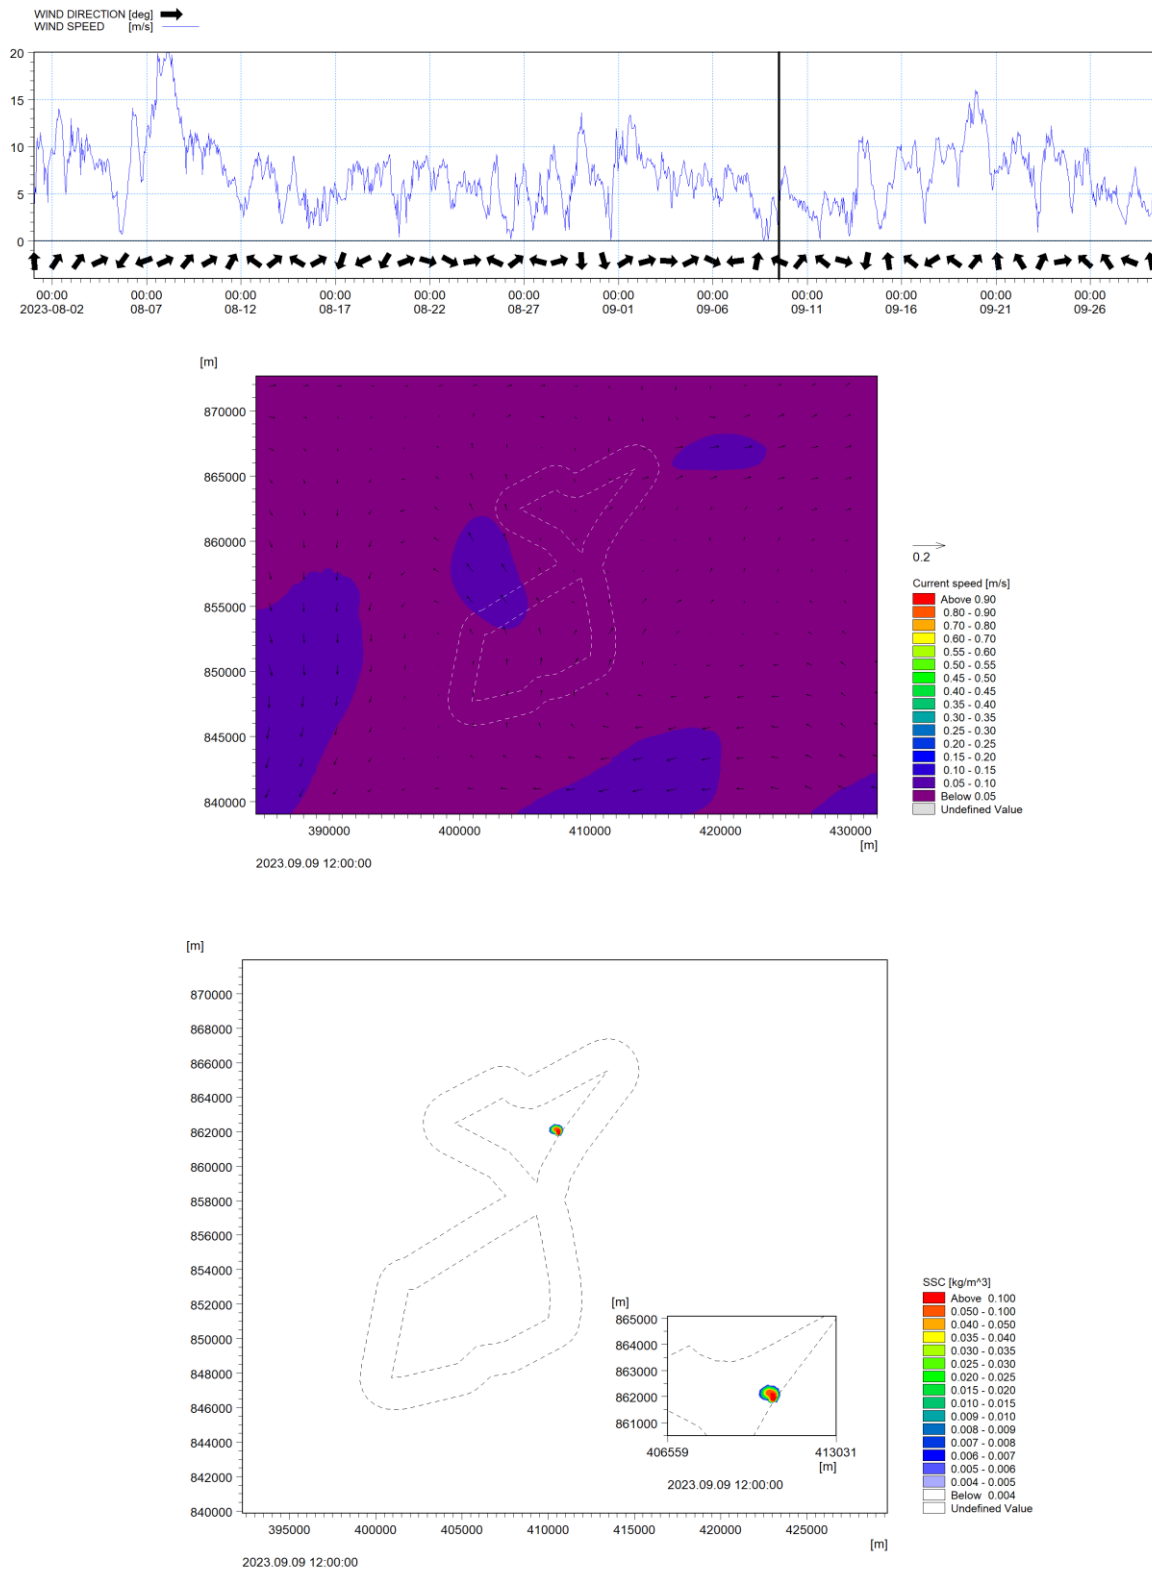 WIND DIRECTION [deg]
WIND SPEED [m/s]
20
15
10
5
0
00:00 00:00 00:00 00:00 00:00 00:00 00:00 00:00 00:00 00:00 00:00 00:00
2023-08-02 08-07 08-12 08-17 08-22 08-27 09-01 09-06 09-11 09-16 09-21 09-26
[m]
870000
865000
860000
855000
850000
845000
840000
390000 400000 410000 420000 430000
[m]
2023.09.09 12:00:00
0.2
Current speed [m/s]
Above 0.90
0.80 - 0.90
0.70 - 0.80
0.60 - 0.70
0.55 - 0.60
0.50 - 0.55
0.45 - 0.50
0.40 - 0.45
0.35 - 0.40
0.30 - 0.35
0.25 - 0.30
0.20 - 0.25
0.15 - 0.20
0.10 - 0.15
0.05 - 0.10
Below 0.05
Undefined Value
[m]
870000
868000
866000
864000
862000
860000
858000
856000
854000
852000
850000
848000
846000
844000
842000
840000
395000 400000 405000 410000 415000 420000 425000
[m]
2023.09.09 12:00:00
[m]
865000
864000
863000
862000
861000
406559 413031
[m]
2023.09.09 12:00:00
SSC [kg/m^3]
Above 0.100
0.050 - 0.100
0.040 - 0.050
0.035 - 0.040
0.030 - 0.035
0.025 - 0.030
0.020 - 0.025
0.015 - 0.020
0.010 - 0.015
0.009 - 0.010
0.008 - 0.009
0.007 - 0.008
0.006 - 0.007
0.005 - 0.006
0.004 - 0.005
Below 0.004
Undefined Value